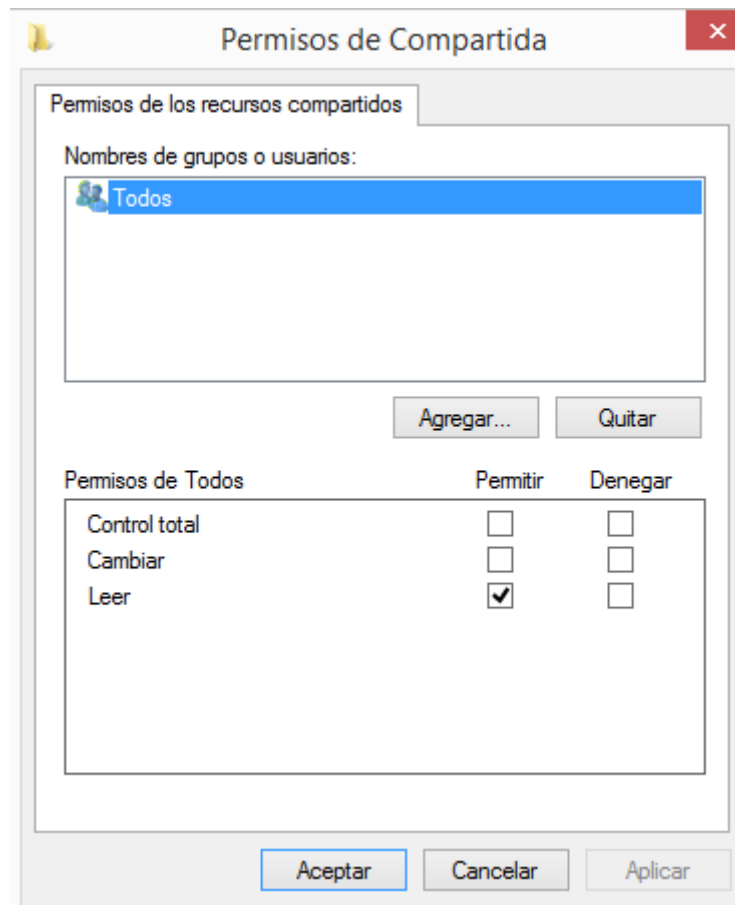 Permisos de Compartida
Permisos de los recursos compartidos
Nombres de grupos o usuarios:
Todos
Agregar... Quitar
Permisos de Todos Permitir Denegar
Control total
Cambiar
Leer
Aceptar Cancelar Aplicar